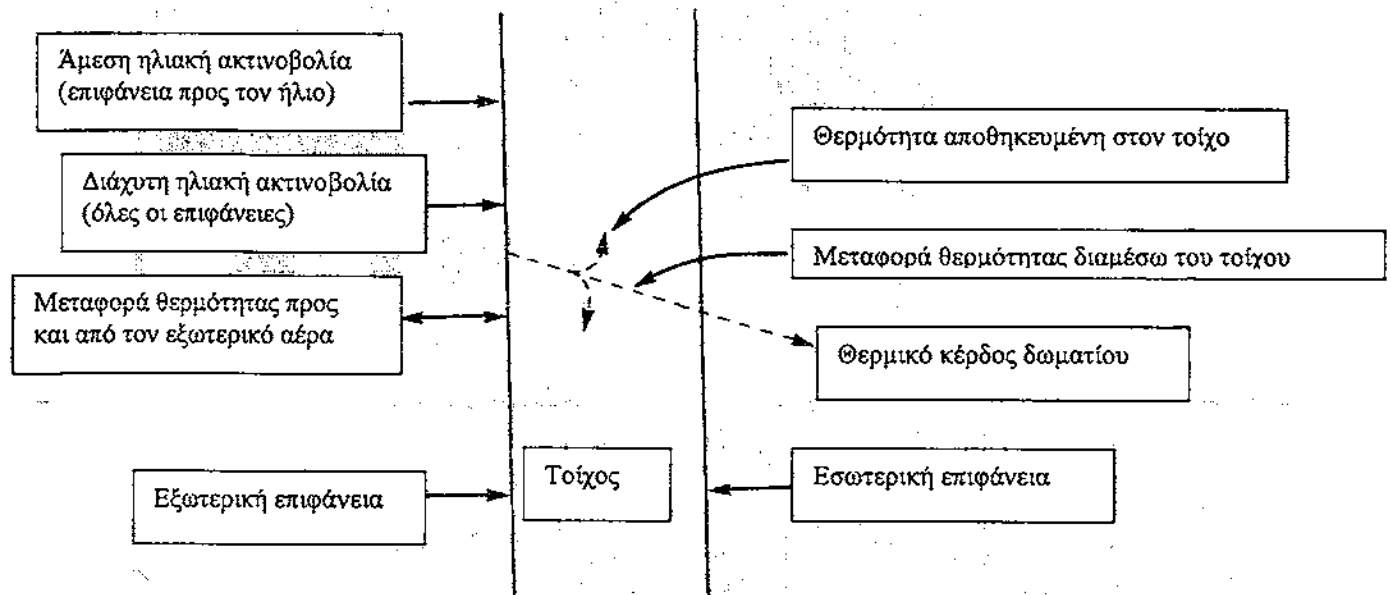 Άμεση ηλιακή ακτινοβολία
(επιφάνεια προς τον ήλιο)
Διάχυτη ηλιακή ακτινοβολία
(όλες οι επιφάνειες)
Μεταφορά θερμότητας προς
και από τον εξωτερικό αέρα
Εξωτερική επιφάνεια
Τοίχος
Θερμότητα αποθηκευμένη στον τοίχο
Μεταφορά θερμότητας διαμέσω του τοίχου
Θερμικό κέρδος δωματίου
Εσωτερική επιφάνεια